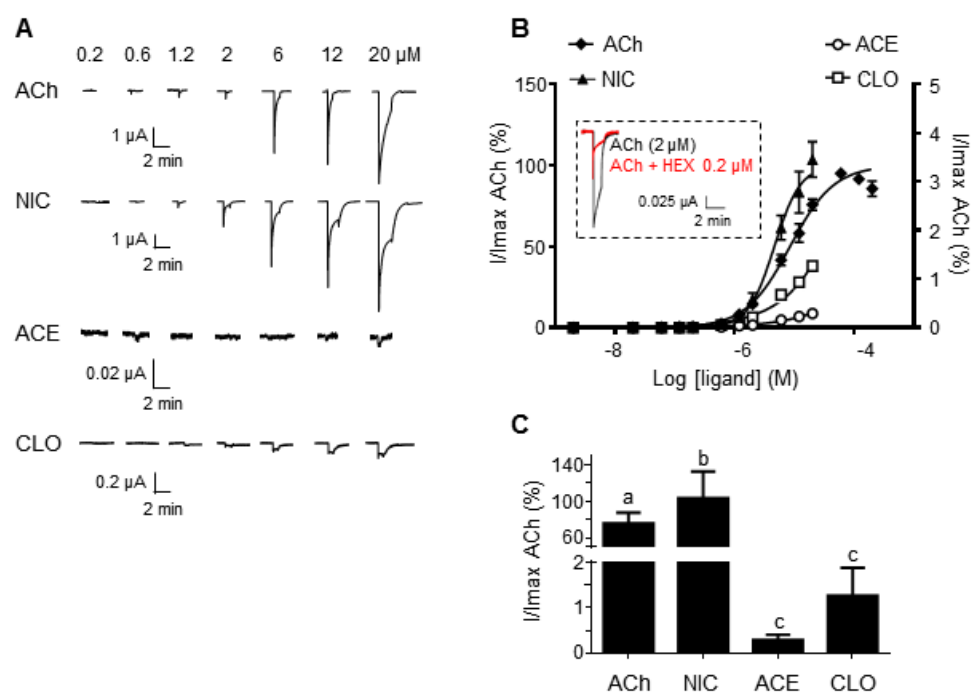 A
0.2 0.6 1.2 2 6 12 20 µM
ACh
1 µA
2 min
NIC
1 µA
2 min
ACE
0.02 µA
2 min
CLO
0.2 µA
2 min
B
ACh ACE
NIC CLO
150
100
50
0
I/Imax ACh (%)
ACh (2 µM)
ACh + HEX 0.2 µM
0.025 µA
2 min
5
4
3
2
1
0
I/Imax ACh (%)
-8 -6 -4
Log [ligand] (M)
C
I/Imax ACh (%)
140
100
60
2
1
0
a
b
c
c
ACh NIC ACE CLO